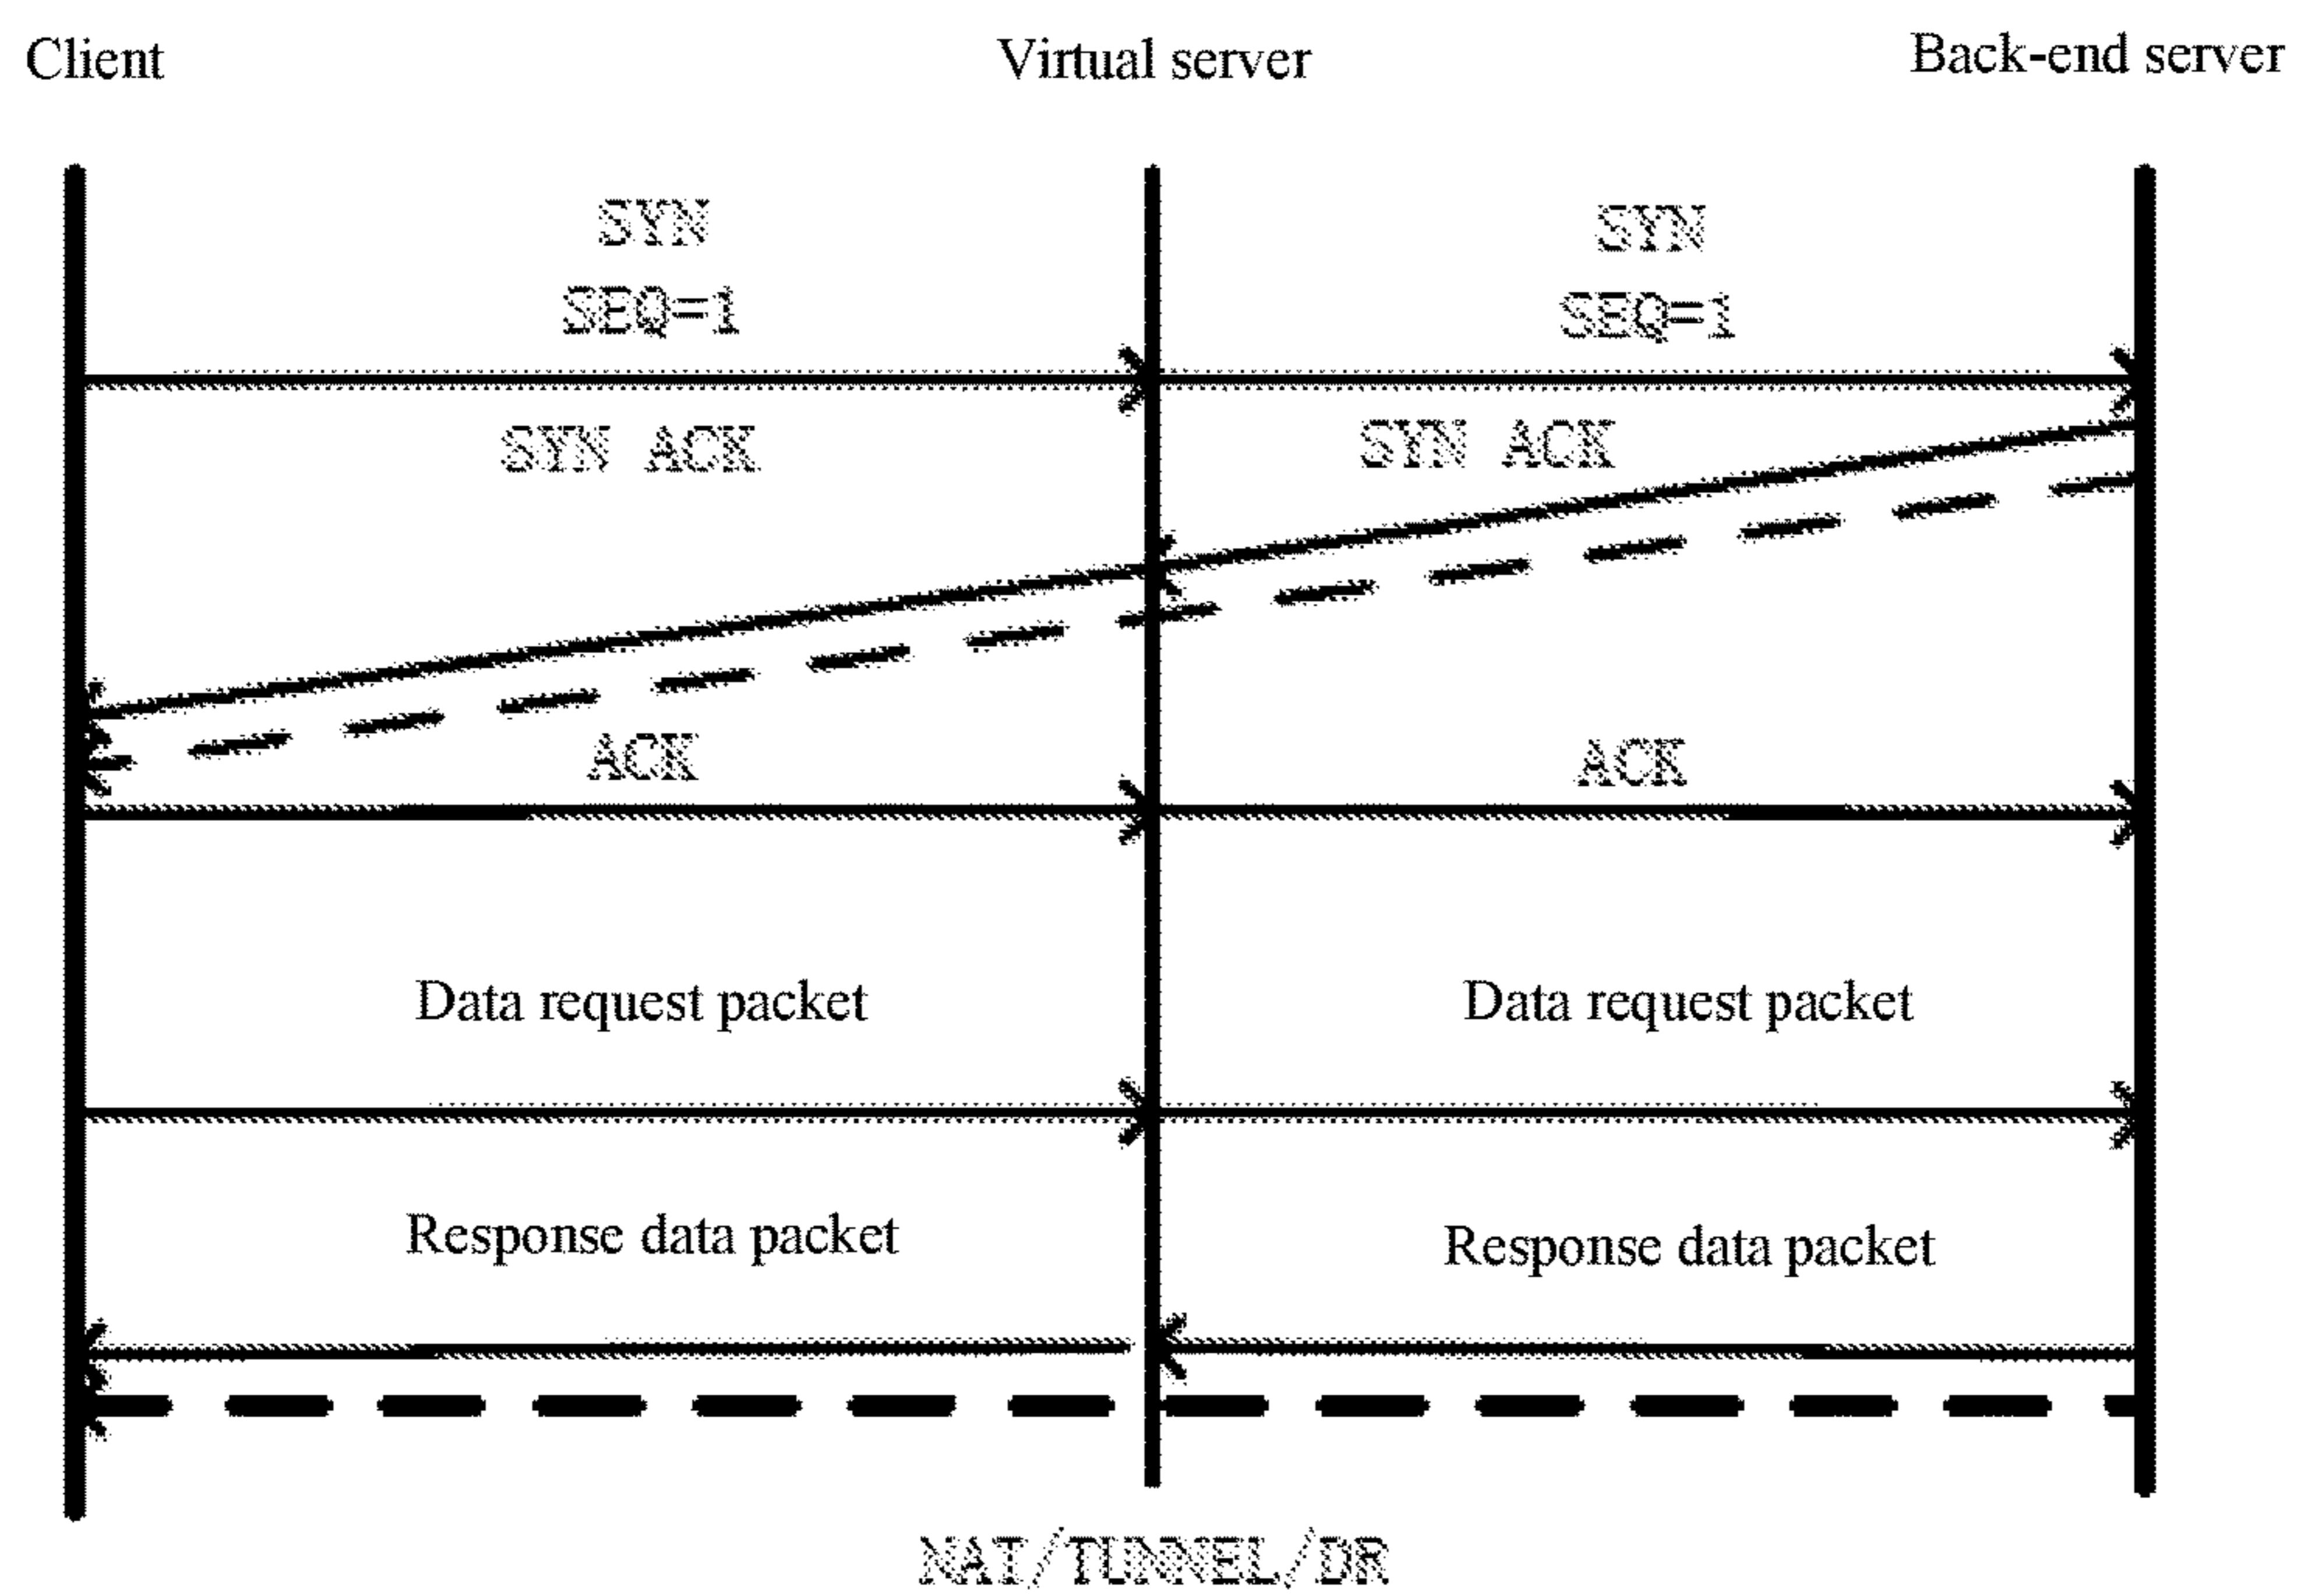 Client
Virtual server
Back-end server
SYN
SEQ=1
SYN
SEQ=1
SYN ACK
SYN ACK
ACK
ACK
Data request packet
Data request packet
Response data packet
Response data packet
NAT/TUNNEL/DR